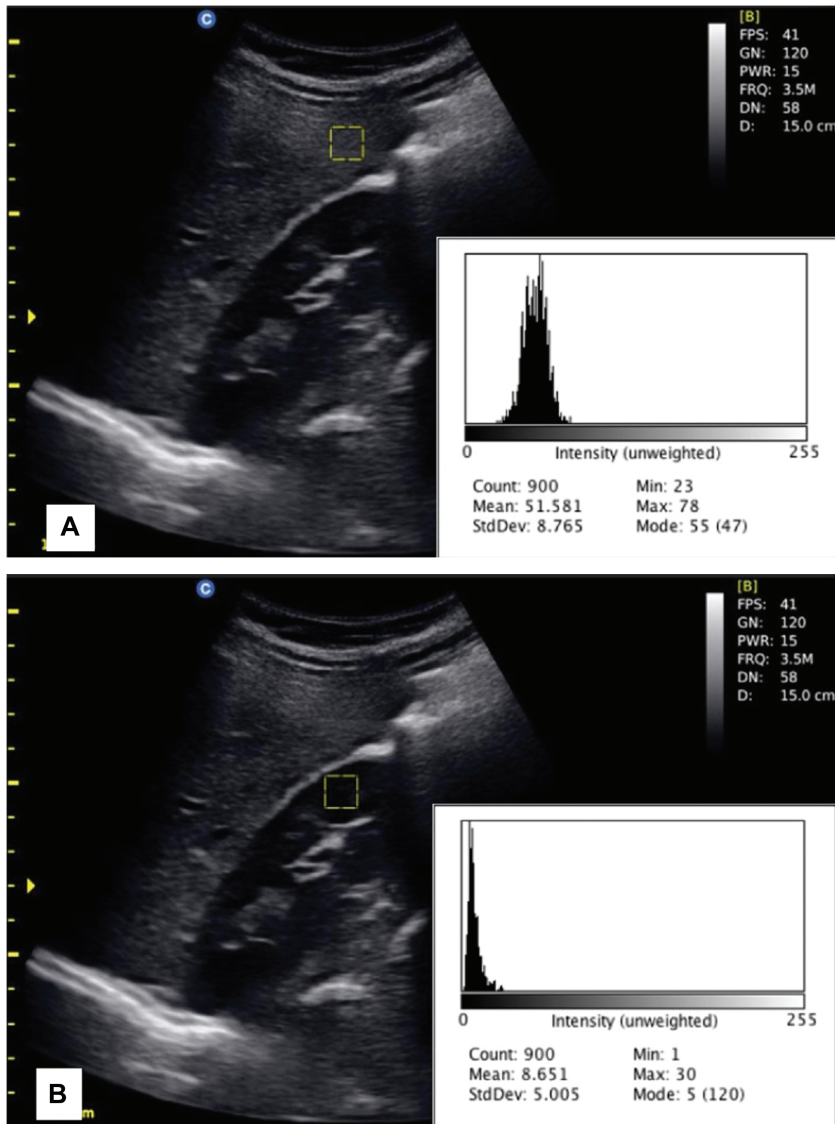 C
[B]
FPS: 41
GN: 120
PWR: 15
FRQ: 3.5M
DN: 58
D: 15.0 cm
0 Intensity (unweighted) 255
Count: 900 Min: 23
Mean: 51.581 Max: 78
StdDev: 8.765 Mode: 55 (47)
A
C
[B]
FPS: 41
GN: 120
PWR: 15
FRQ: 3.5M
DN: 58
D: 15.0 cm
0 Intensity (unweighted) 255
Count: 900 Min: 1
Mean: 8.651 Max: 30
StdDev: 5.005 Mode: 5 (120)
B
m